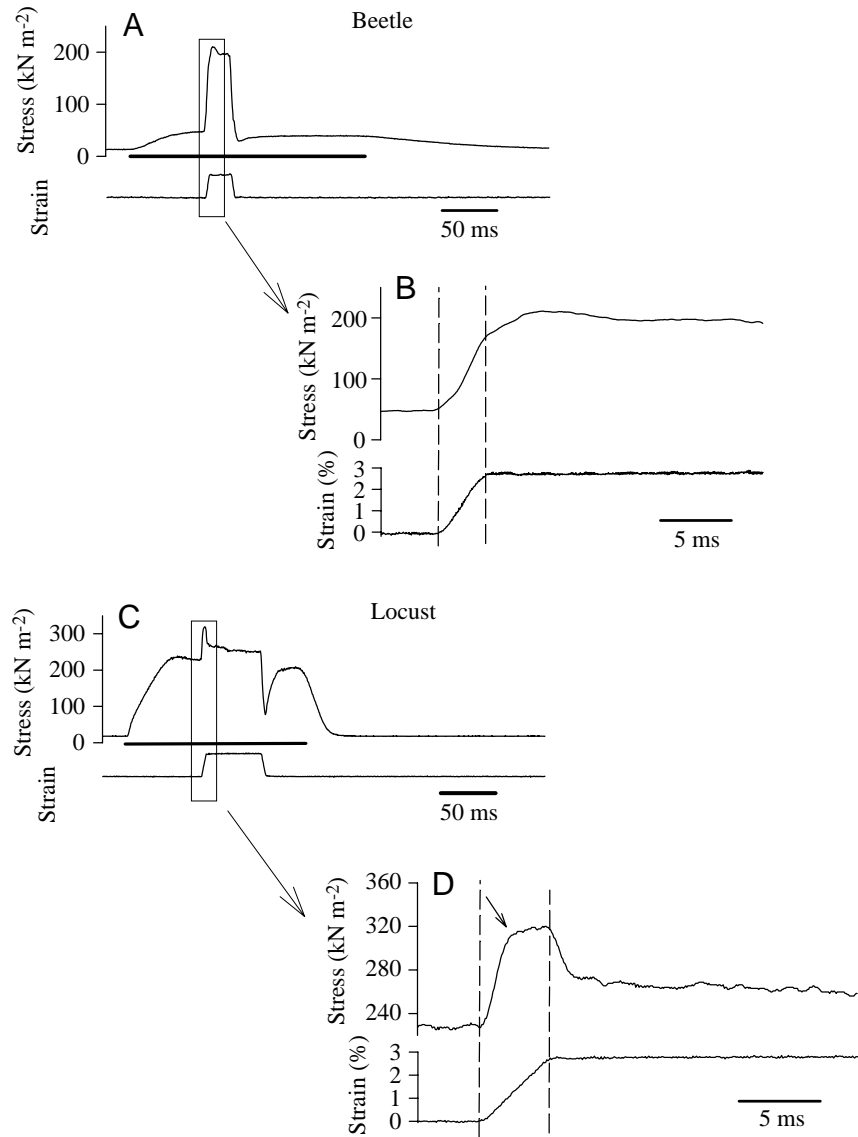 A
Beetle
Stress (kN m-2)
200
100
0
Strain
50 ms
B
Stress (kN m-2)
200
100
0
Strain (%)
3
2
1
0
5 ms
C
Locust
Stress (kN m-2)
300
200
100
0
Strain
50 ms
D
Stress (kN m-2)
360
320
280
240
Strain (%)
3
2
1
0
5 ms